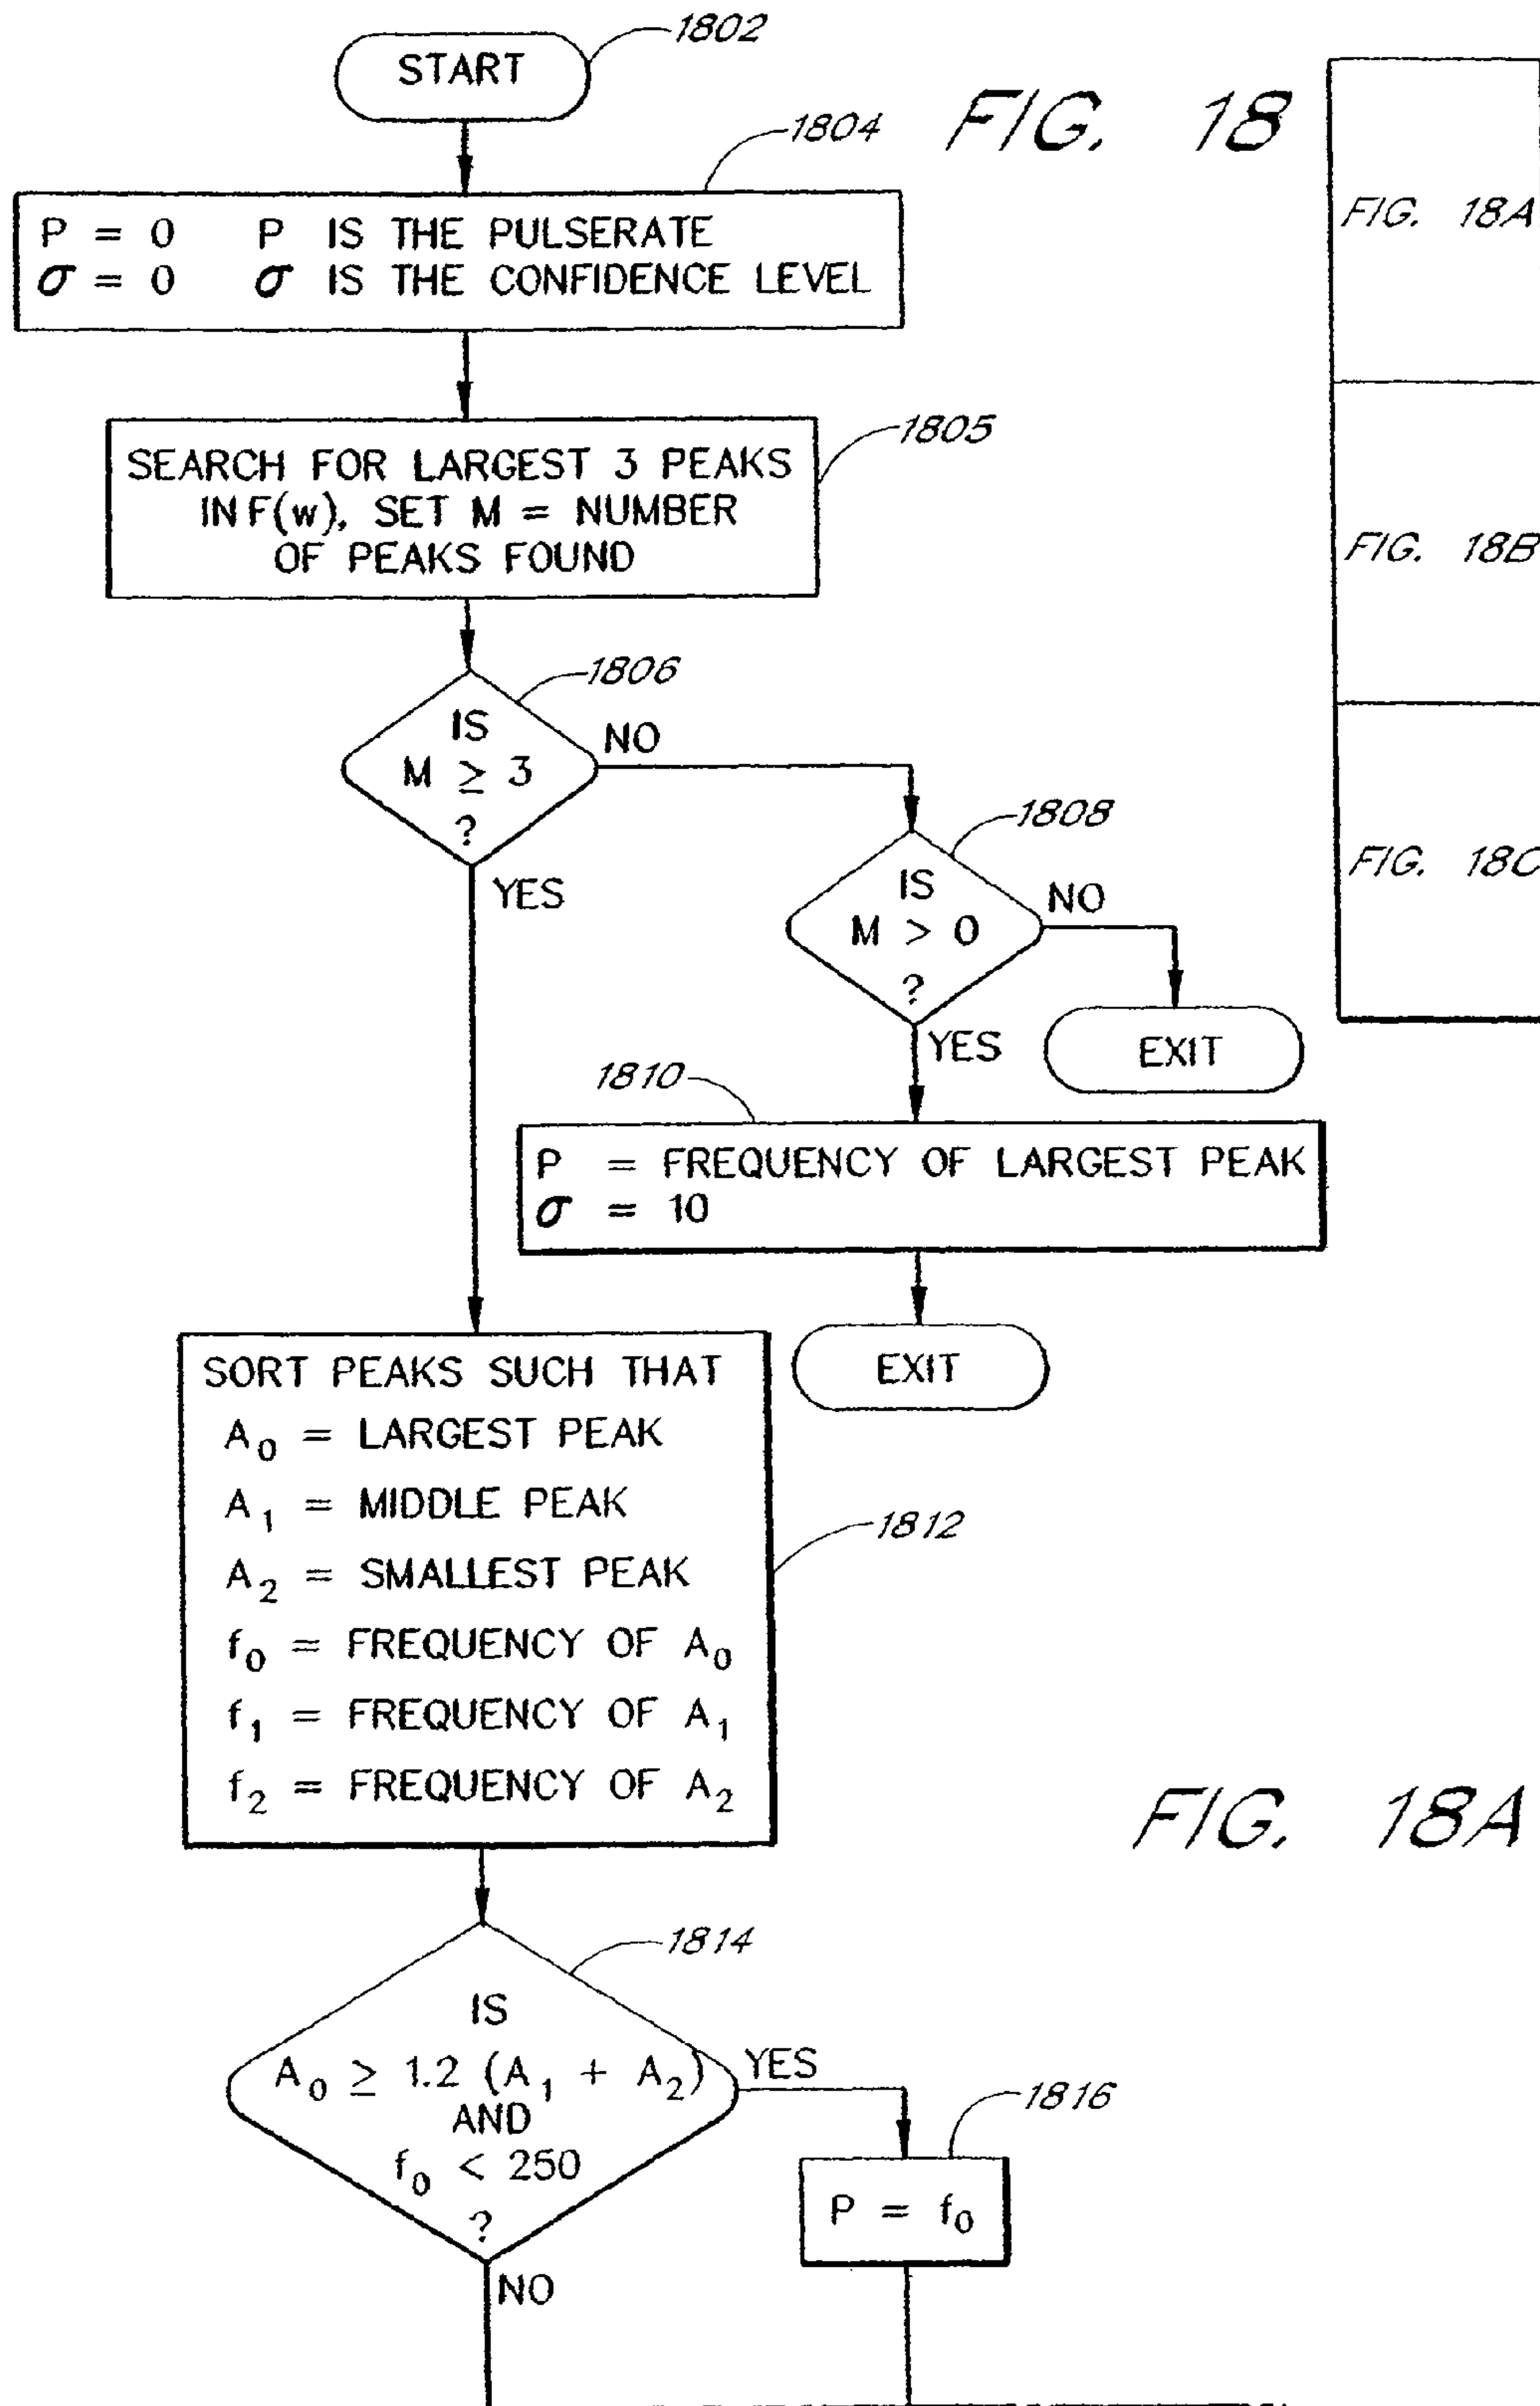 1802
START
FIG. 18
1804
P = 0 P IS THE PULSERATE
σ = 0 σ IS THE CONFIDENCE LEVEL
FIG. 18A
1805
SEARCH FOR LARGEST 3 PEAKS
IN F(w), SET M = NUMBER
OF PEAKS FOUND
FIG. 18B
1806
IS
M ≥ 3
?
NO
YES
1808
IS
M > 0
?
NO
YES
FIG. 18C
EXIT
1810
P = FREQUENCY OF LARGEST PEAK
σ = 10
EXIT
SORT PEAKS SUCH THAT
A₀ = LARGEST PEAK
A₁ = MIDDLE PEAK
A₂ = SMALLEST PEAK
f₀ = FREQUENCY OF A₀
f₁ = FREQUENCY OF A₁
f₂ = FREQUENCY OF A₂
1812
FIG. 18A
1814
IS
A₀ ≥ 1.2 (A₁ + A₂)
AND
f₀ < 250
?
YES
NO
1816
P = f₀